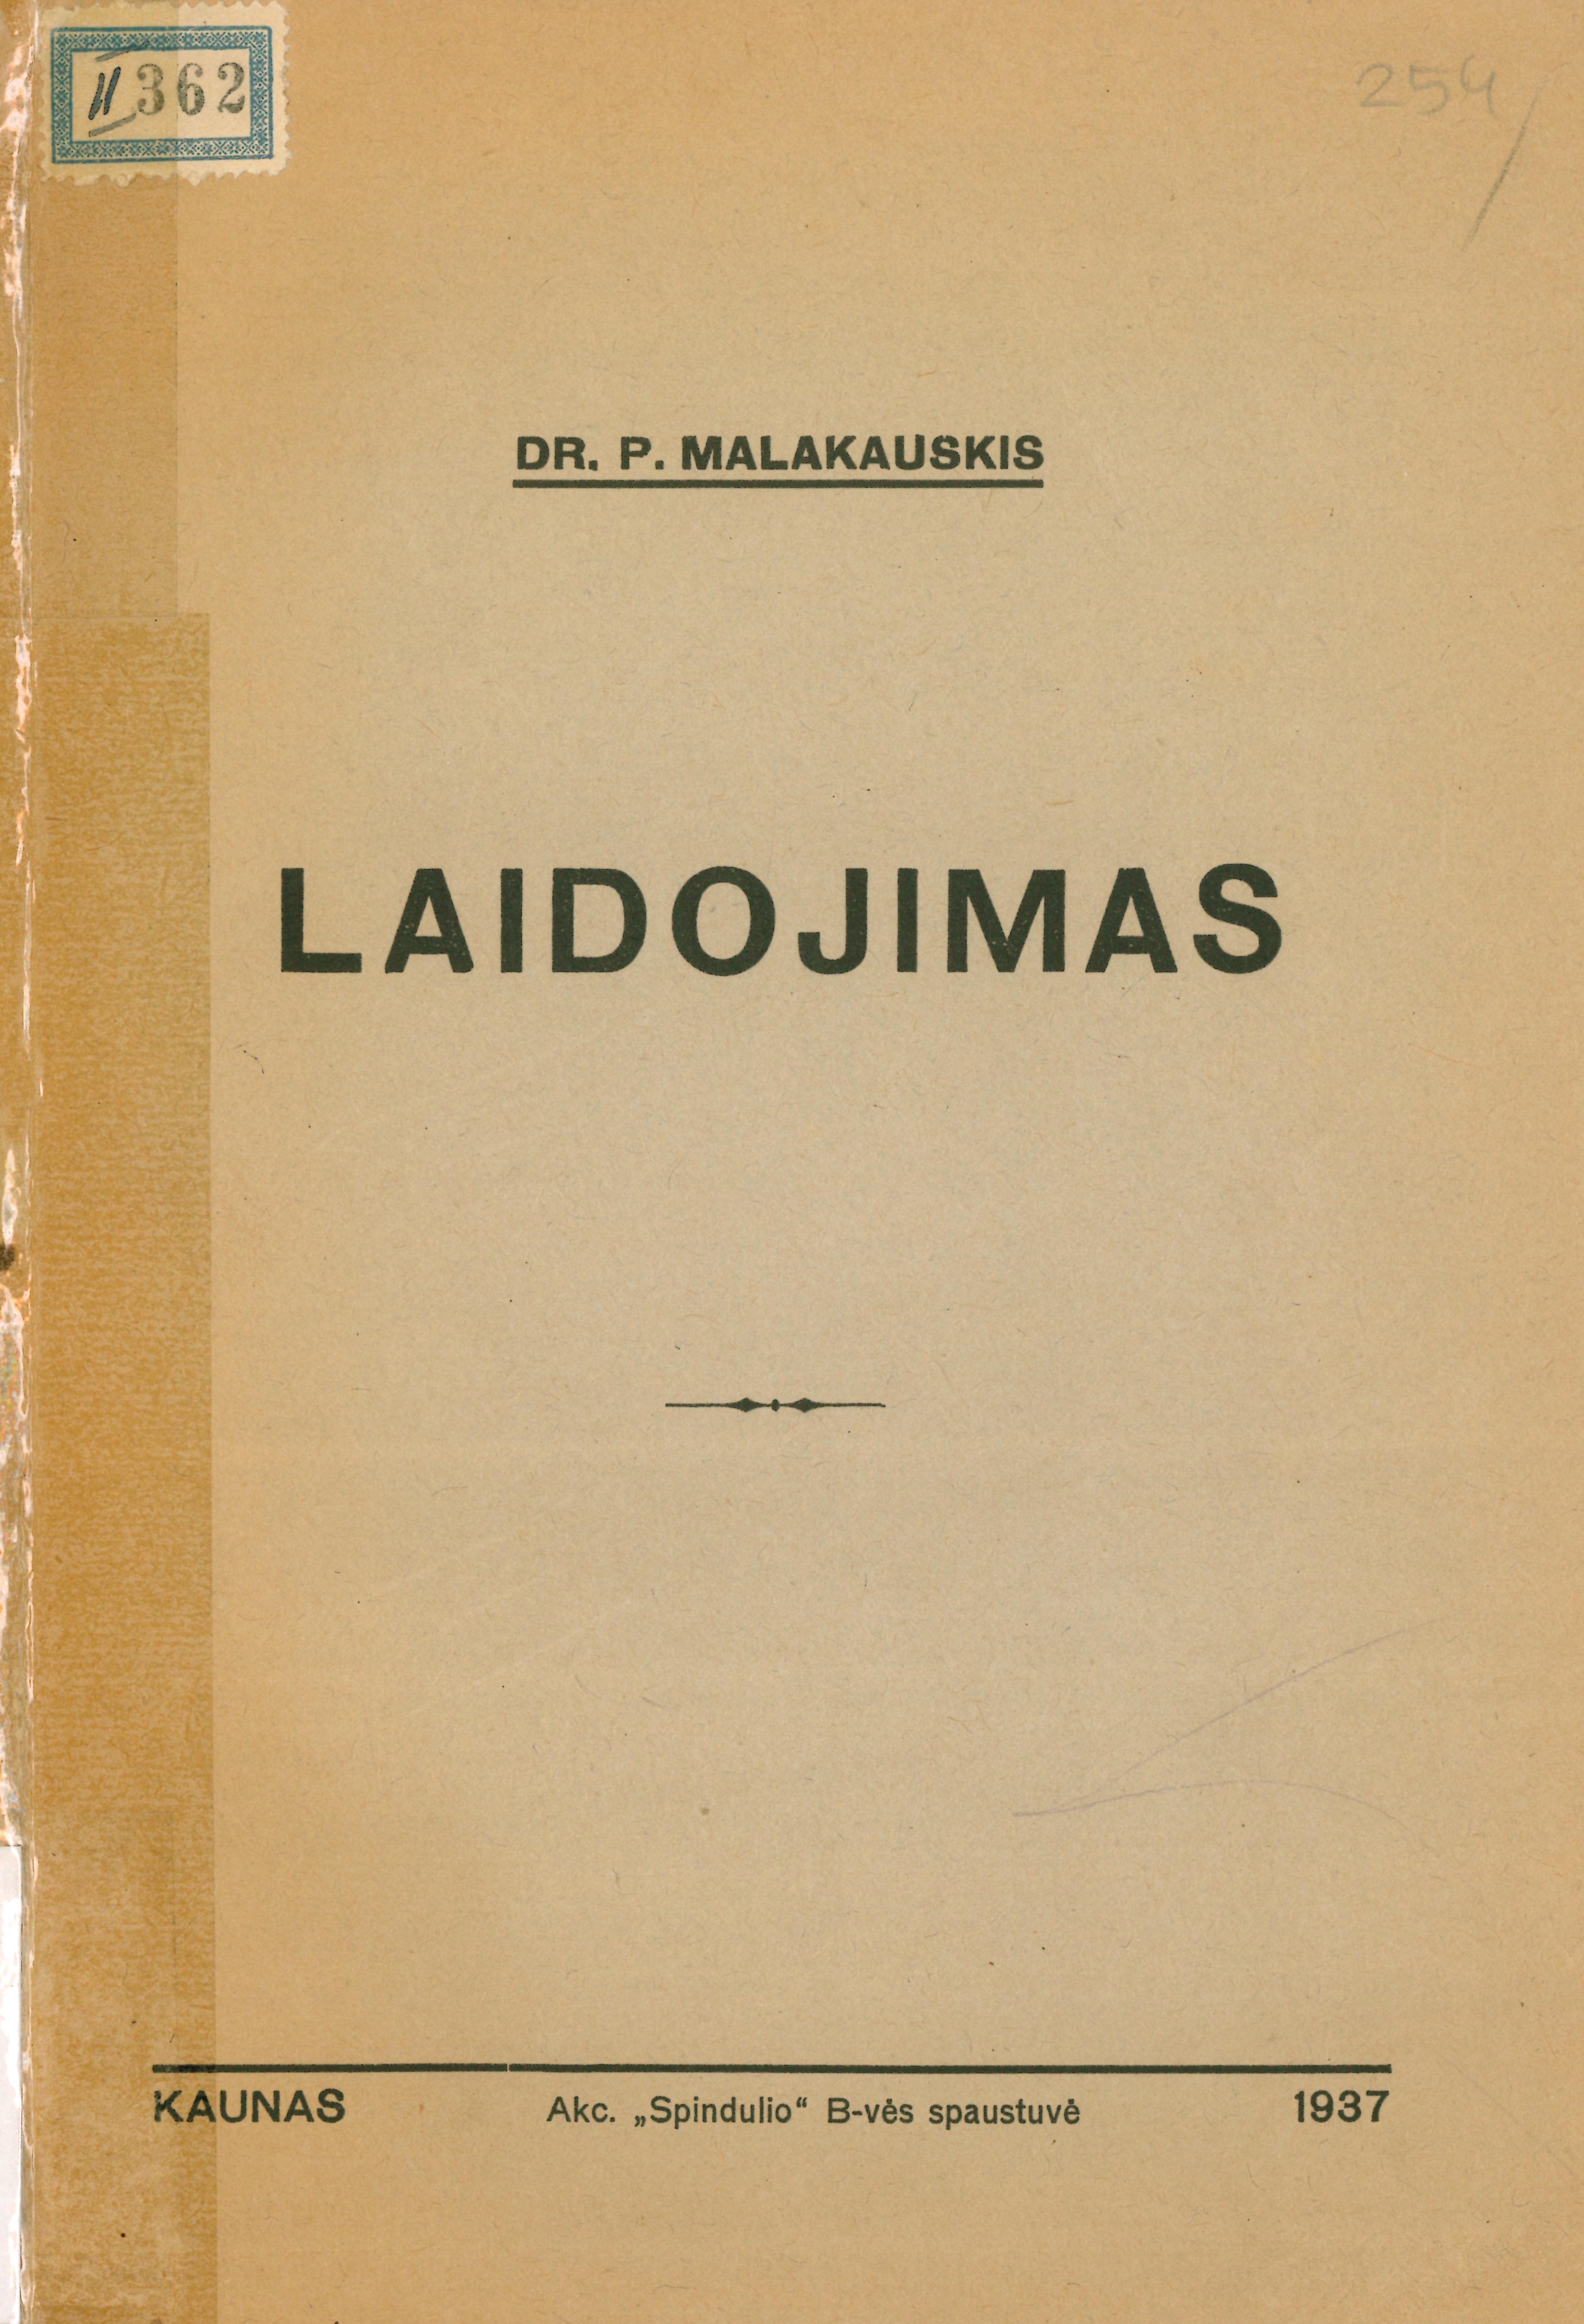 II 362
254
DR. P. MALAKAUSKIS
LAIDOJIMAS
KAUNAS Akc. „Spindulio“ B-vės spaustuvė 1937